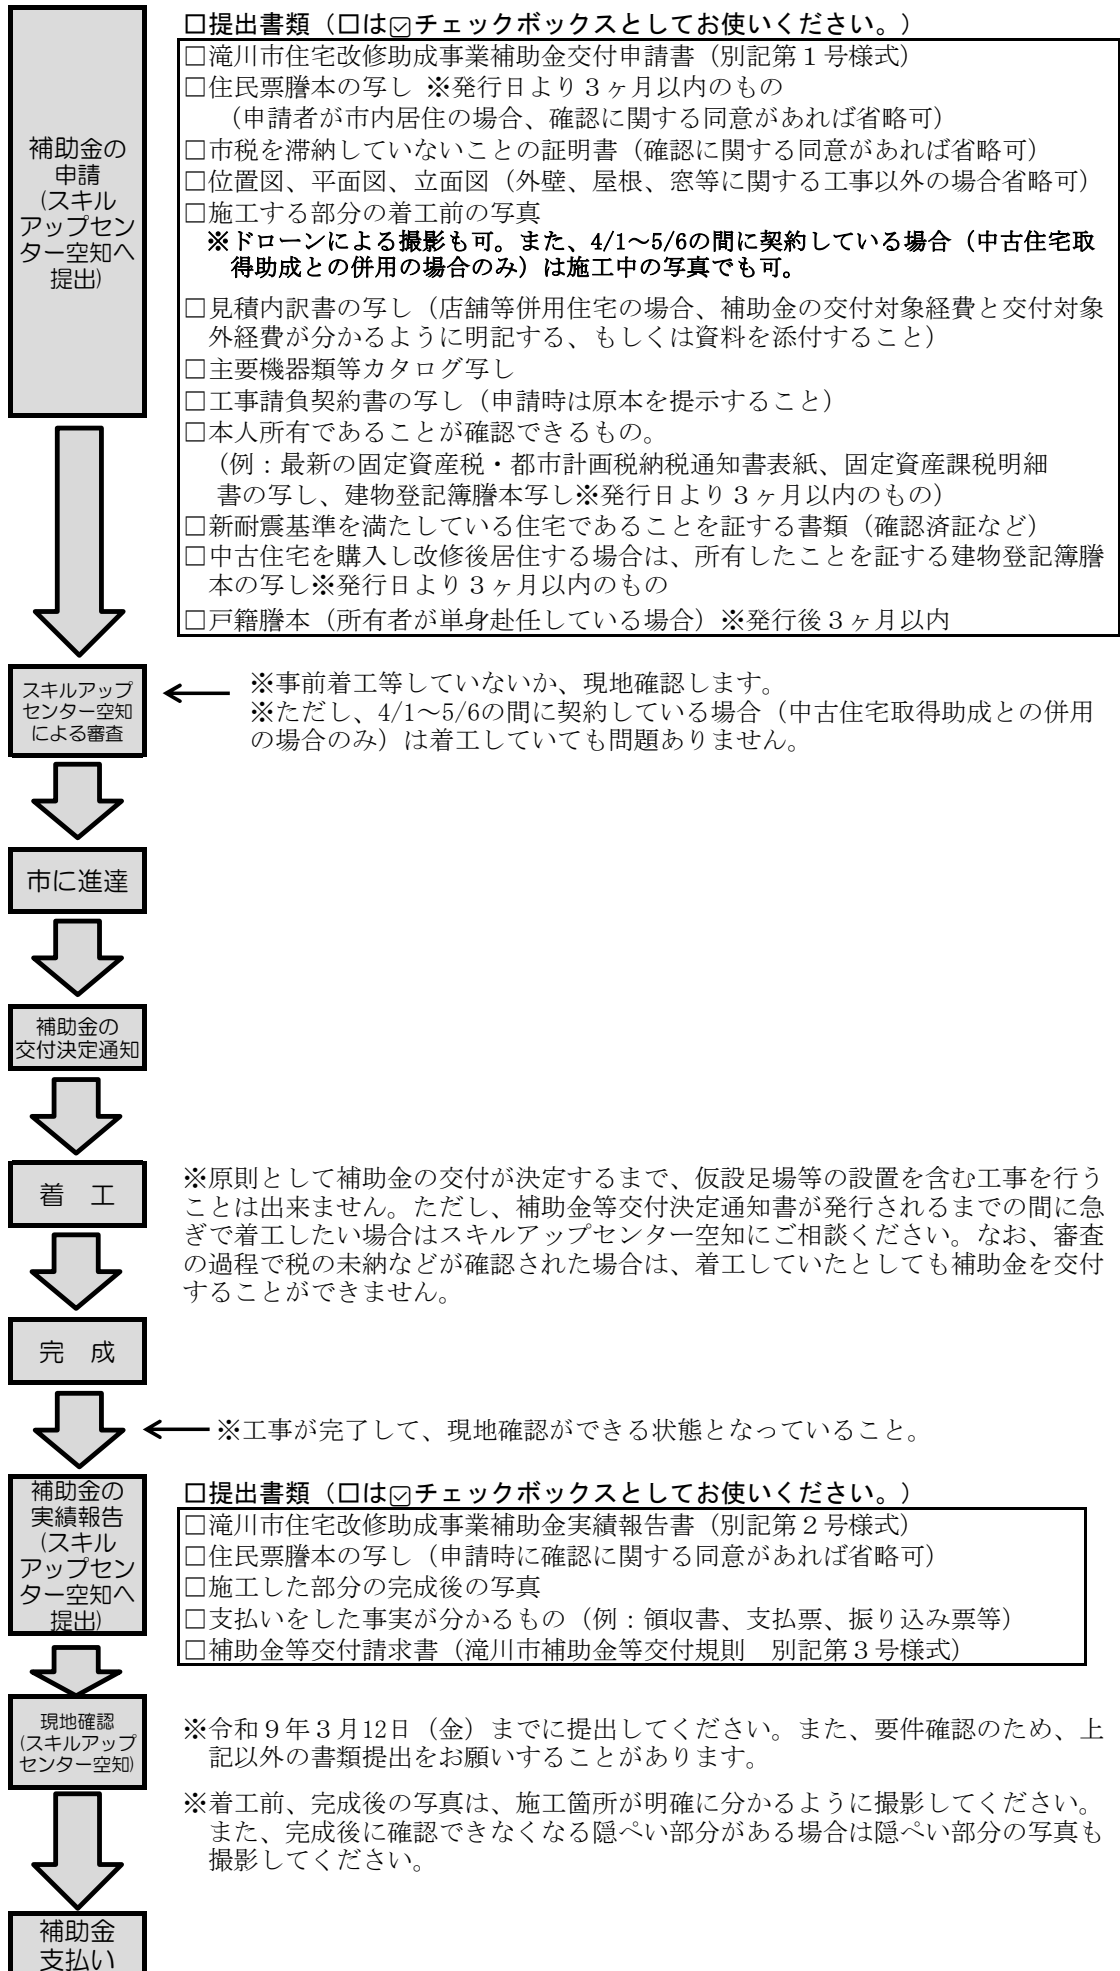 補助金の
申請
(スキル
アップセン
ター空知へ
提出)
□提出書類（□は☑チェックボックスとしてお使いください。）
□滝川市住宅改修助成事業補助金交付申請書（別記第１号様式）
□住民票謄本の写し ※発行日より３ヶ月以内のもの
（申請者が市内居住の場合、確認に関する同意があれば省略可）
□市税を滞納していないことの証明書（確認に関する同意があれば省略可）
□位置図、平面図、立面図（外壁、屋根、窓等に関する工事以外の場合省略可）
□施工する部分の着工前の写真
※ドローンによる撮影も可。また、4/1～5/6の間に契約している場合（中古住宅取
得助成との併用の場合のみ）は施工中の写真でも可。
□見積内訳書の写し（店舗等併用住宅の場合、補助金の交付対象経費と交付対象
外経費が分かるように明記する、もしくは資料を添付すること）
□主要機器類等カタログ写し
□工事請負契約書の写し（申請時は原本を提示すること）
□本人所有であることが確認できるもの。
（例：最新の固定資産税・都市計画税納税通知書表紙、固定資産課税明細
書の写し、建物登記簿謄本写し※発行日より３ヶ月以内のもの）
□新耐震基準を満たしている住宅であることを証する書類（確認済証など）
□中古住宅を購入し改修後居住する場合は、所有したことを証する建物登記簿謄
本の写し※発行日より３ヶ月以内のもの
□戸籍謄本（所有者が単身赴任している場合）※発行後３ヶ月以内
スキルアップ
センター空知
による審査
※事前着工等していないか、現地確認します。
※ただし、4/1～5/6の間に契約している場合（中古住宅取得助成との併用
の場合のみ）は着工していても問題ありません。
市に進達
補助金の
交付決定通知
着　工
※原則として補助金の交付が決定するまで、仮設足場等の設置を含む工事を行う
ことは出来ません。ただし、補助金等交付決定通知書が発行されるまでの間に急
ぎで着工したい場合はスキルアップセンター空知にご相談ください。なお、審査
の過程で税の未納などが確認された場合は、着工していたとしても補助金を交付
することができません。
完　成
※工事が完了して、現地確認ができる状態となっていること。
補助金の
実績報告
(スキル
アップセン
ター空知へ
提出)
□提出書類（□は☑チェックボックスとしてお使いください。）
□滝川市住宅改修助成事業補助金実績報告書（別記第２号様式）
□住民票謄本の写し（申請時に確認に関する同意があれば省略可）
□施工した部分の完成後の写真
□支払いをした事実が分かるもの（例：領収書、支払票、振り込み票等）
□補助金等交付請求書（滝川市補助金等交付規則　別記第３号様式）
現地確認
(スキルアップ
センター空知)
※令和９年３月12日（金）までに提出してください。また、要件確認のため、上
記以外の書類提出をお願いすることがあります。
※着工前、完成後の写真は、施工箇所が明確に分かるように撮影してください。
また、完成後に確認できなくなる隠ぺい部分がある場合は隠ぺい部分の写真も
撮影してください。
補助金
支払い